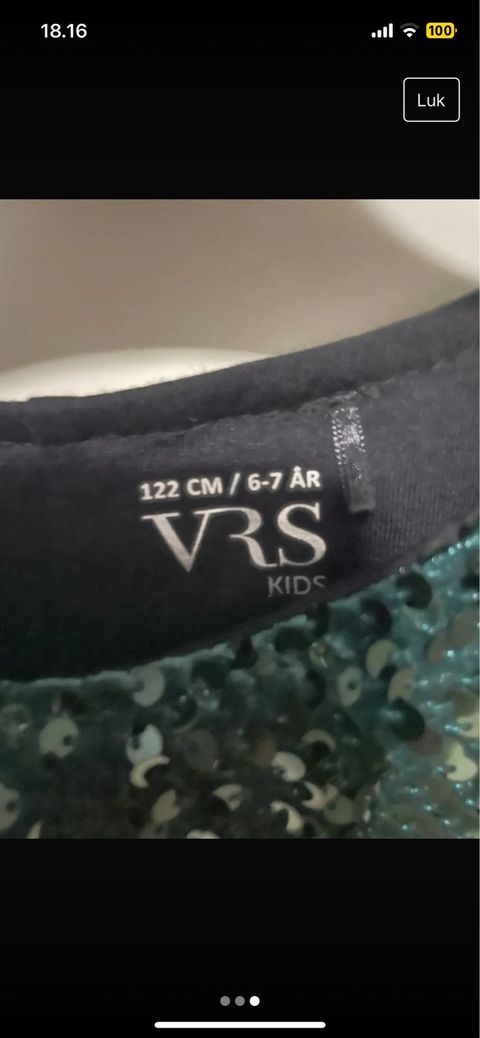 18.16
100
Luk
122 CM / 6-7 ÅR
VRS
KIDS